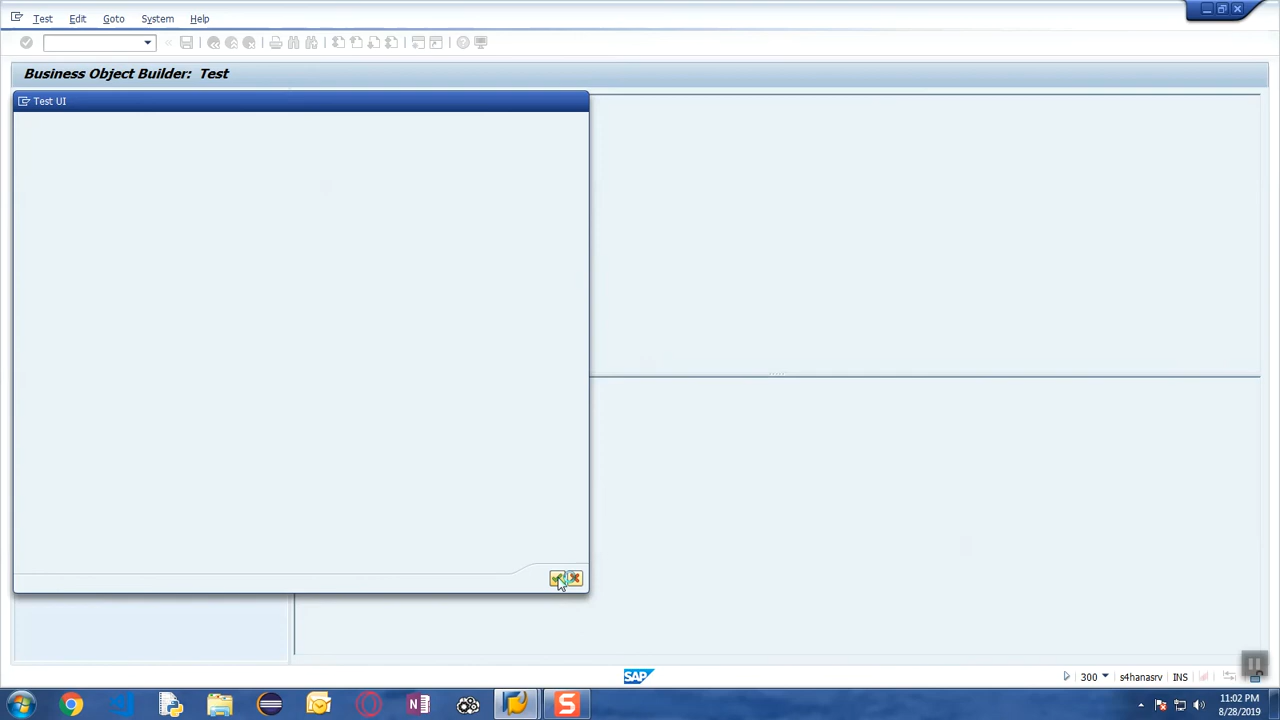 Test Edit Goto System Help
Business Object Builder: Test
Test UI
SAP
300 s4hanasrv INS
11:02 PM
8/28/2019